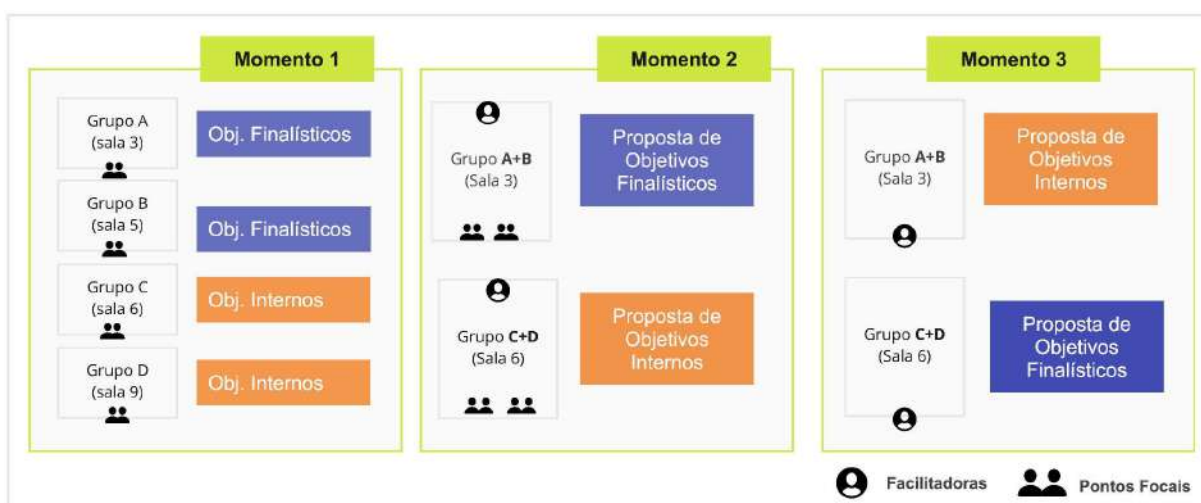 Momento 1
Grupo A
(sala 3)
Obj. Finalísticos
Grupo B
(sala 5)
Obj. Finalísticos
Grupo C
(sala 6)
Obj. Internos
Grupo D
(sala 9)
Obj. Internos
Momento 2
Grupo A+B
(Sala 3)
Proposta de
Objetivos
Finalísticos
Grupo C+D
(Sala 6)
Proposta de
Objetivos
Internos
Momento 3
Grupo A+B
(Sala 3)
Proposta de
Objetivos
Internos
Grupo C+D
(Sala 6)
Proposta de
Objetivos
Finalísticos
Facilitadoras
Pontos Focais